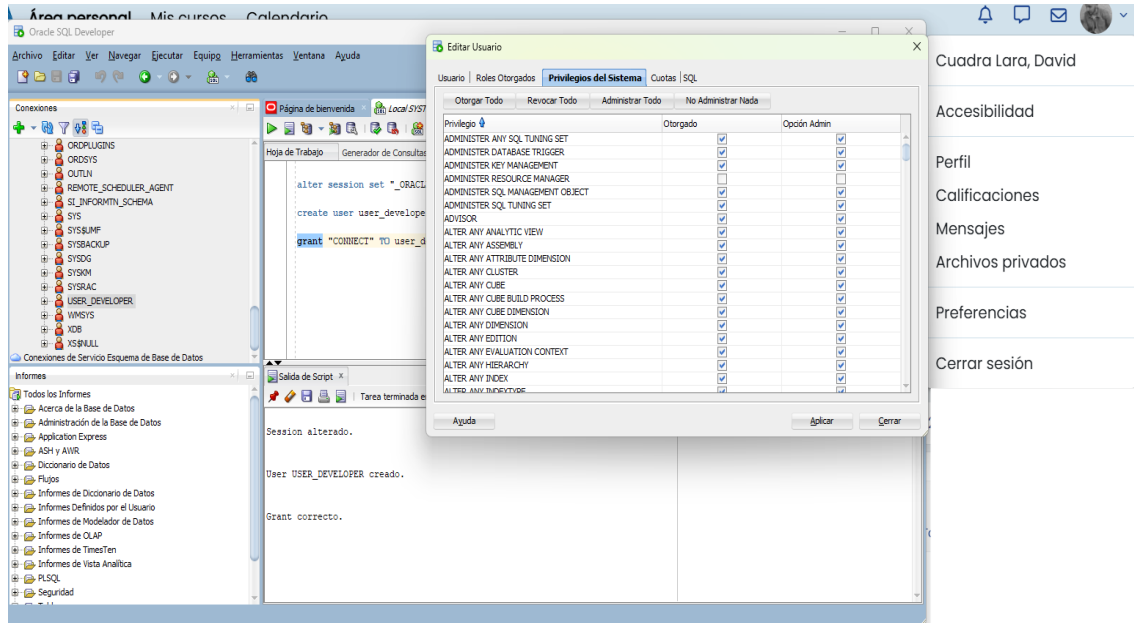 Área personal Mis cursos Calendario
Oracle SQL Developer
Archivo Editar Ver Navegar Ejecutar Equipo Herramientas Ventana Ayuda
Conexiones
ORDPLUGINS
ORDSYS
OUTLN
REMOTE_SCHEDULER_AGENT
SI_INFORMTN_SCHEMA
SYS
SYS$UMF
SYSBACKUP
SYSDG
SYSKM
SYSRAC
USER_DEVELOPER
WMSYS
XDB
XS$NULL
Conexiones de Servicio Esquema de Base de Datos
Informes
Todos los Informes
Acerca de la Base de Datos
Administración de la Base de Datos
Application Express
ASH y AWR
Diccionario de Datos
Flujos
Informes de Diccionario de Datos
Informes Definidos por el Usuario
Informes de Modelador de Datos
Informes de OLAP
Informes de TimesTen
Informes de Vista Analítica
PLSQL
Seguridad
Página de bienvenida
Local SYST
Hoja de Trabajo Generador de Consultas
alter session set "_ORACL
create user user_develope
grant "CONNECT" TO user_d
Salida de Script
Tarea terminada e
Session alterado.
User USER_DEVELOPER creado.
Grant correcto.
Editar Usuario
Usuario Roles Otorgados Privilegios del Sistema Cuotas SQL
Otorgar Todo Revocar Todo Administrar Todo No Administrar Nada
Privilegio Otorgado Opción Admin
ADMINISTER ANY SQL TUNING SET
ADMINISTER DATABASE TRIGGER
ADMINISTER KEY MANAGEMENT
ADMINISTER RESOURCE MANAGER
ADMINISTER SQL MANAGEMENT OBJECT
ADMINISTER SQL TUNING SET
ADVISOR
ALTER ANY ANALYTIC VIEW
ALTER ANY ASSEMBLY
ALTER ANY ATTRIBUTE DIMENSION
ALTER ANY CLUSTER
ALTER ANY CUBE
ALTER ANY CUBE BUILD PROCESS
ALTER ANY CUBE DIMENSION
ALTER ANY DIMENSION
ALTER ANY EDITION
ALTER ANY EVALUATION CONTEXT
ALTER ANY HIERARCHY
ALTER ANY INDEX
ALTER ANY INDEXTYPE
Ayuda Aplicar Cerrar
Cuadra Lara, David
Accesibilidad
Perfil
Calificaciones
Mensajes
Archivos privados
Preferencias
Cerrar sesión